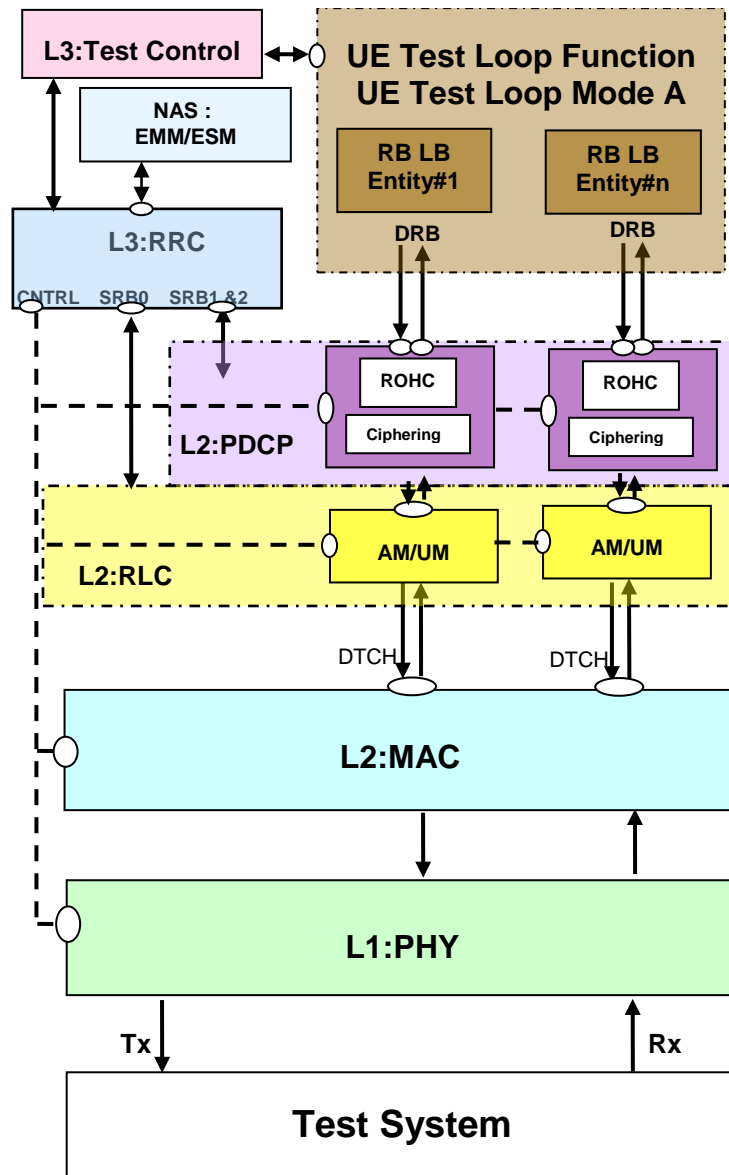 L3:Test Control
UE Test Loop Function
UE Test Loop Mode A
NAS :
EMM/ESM
RB LB
Entity#1
RB LB
Entity#n
DRB
DRB
L3:RRC
CNTRL
SRB0
SRB1 &2
ROHC
Ciphering
ROHC
Ciphering
L2:PDCP
AM/UM
AM/UM
L2:RLC
DTCH
DTCH
L2:MAC
L1:PHY
Tx
Rx
Test System